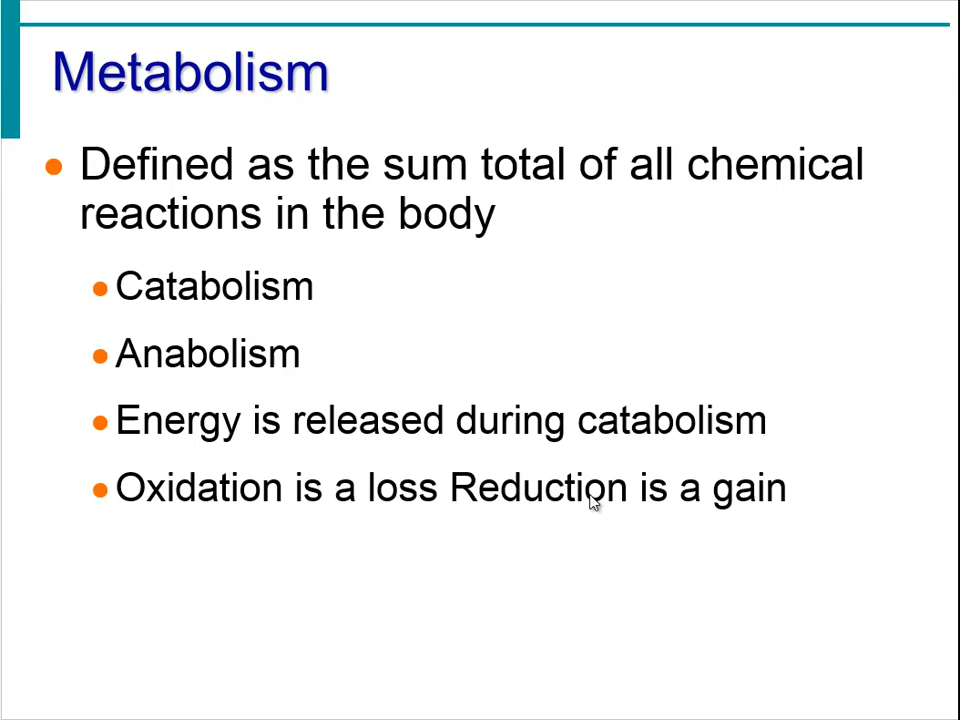 Metabolism
Defined as the sum total of all chemical
reactions in the body
Catabolism
Anabolism
Energy is released during catabolism
Oxidation is a loss Reduction is a gain